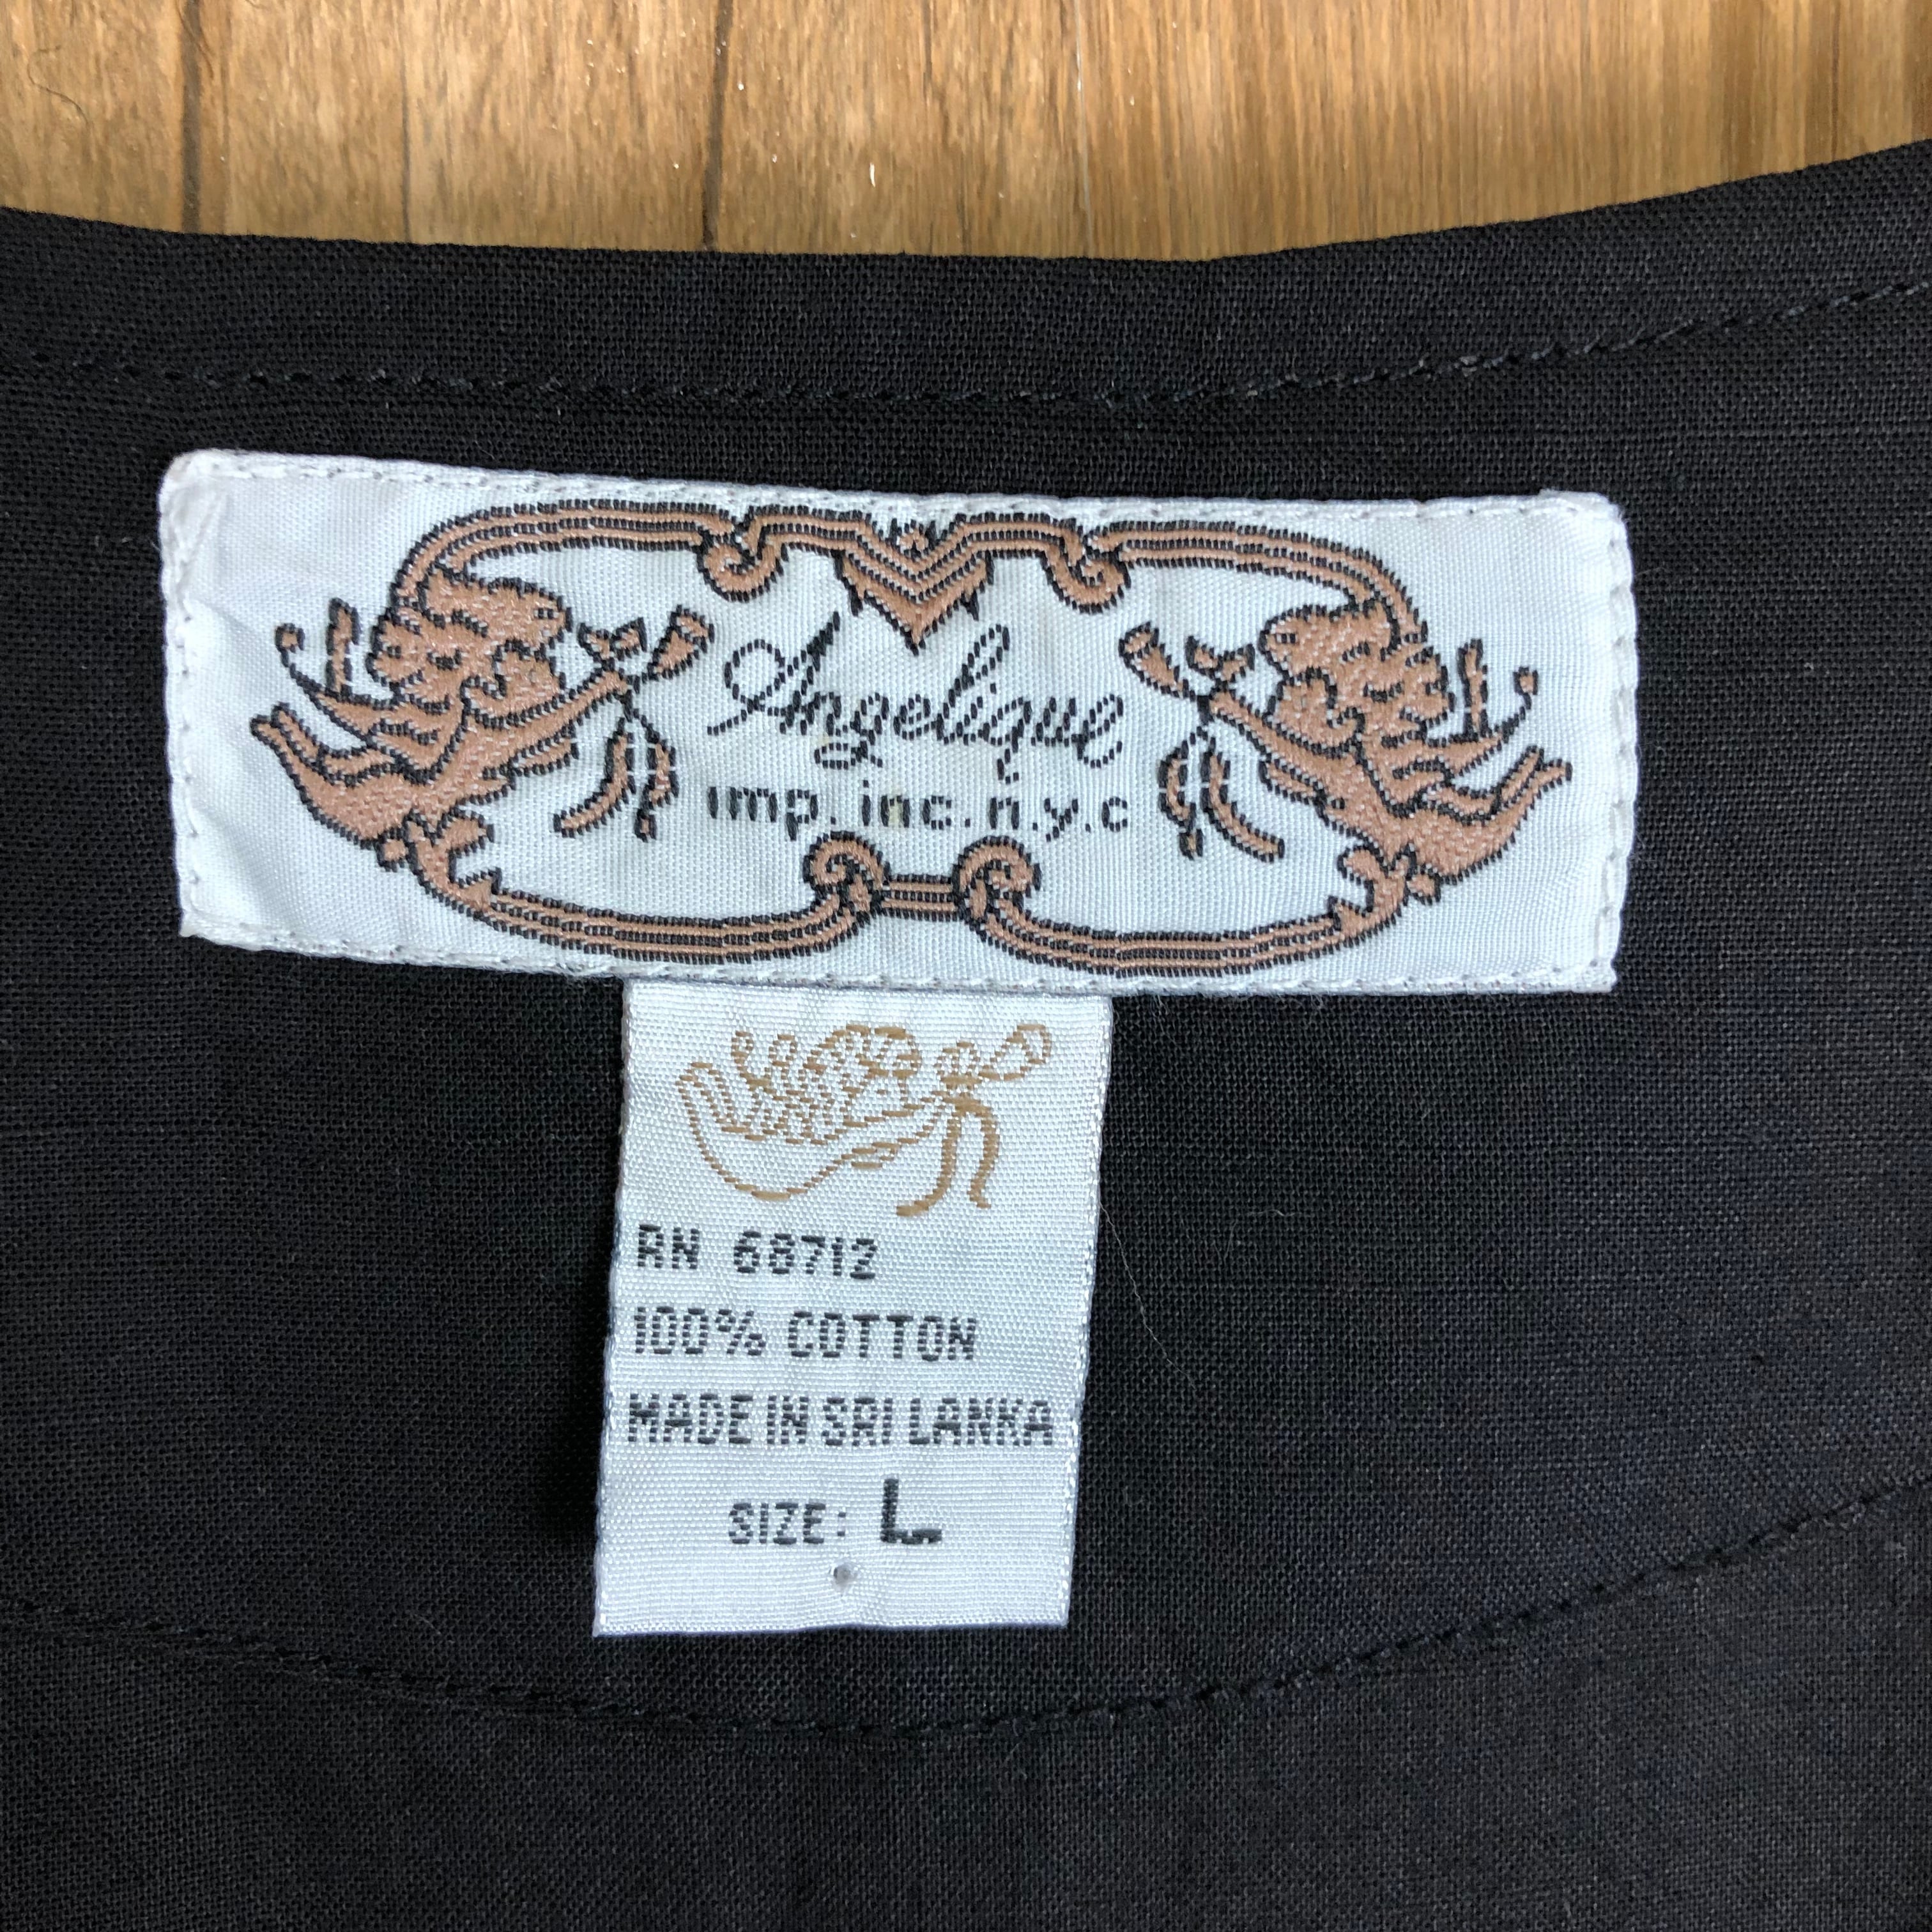 Angelique
imp. inc. n.y.c
RN 68712
100% COTTON
MADE IN SRI LANKA
SIZE: L